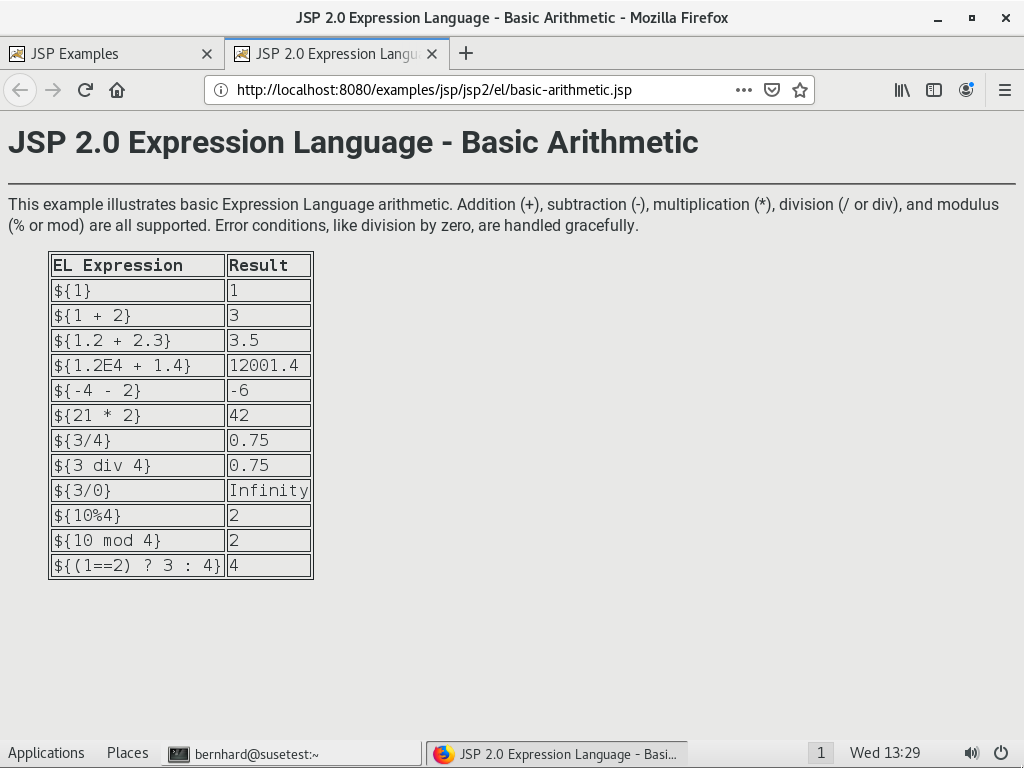 JSP 2.0 Expression Language - Basic Arithmetic - Mozilla Firefox
JSP Examples
JSP 2.0 Expression Langu
http://localhost:8080/examples/jsp/jsp2/el/basic-arithmetic.jsp
JSP 2.0 Expression Language - Basic Arithmetic
This example illustrates basic Expression Language arithmetic. Addition (+), subtraction (-), multiplication (*), division (/ or div), and modulus
(% or mod) are all supported. Error conditions, like division by zero, are handled gracefully.
EL Expression Result
${1} 1
${1 + 2} 3
${1.2 + 2.3} 3.5
${1.2E4 + 1.4} 12001.4
${-4 - 2} -6
${21 * 2} 42
${3/4} 0.75
${3 div 4} 0.75
${3/0} Infinity
${10%4} 2
${10 mod 4} 2
${(1==2) ? 3 : 4} 4
Applications Places bernhard@susetest:~ JSP 2.0 Expression Language - Basi... 1 Wed 13:29